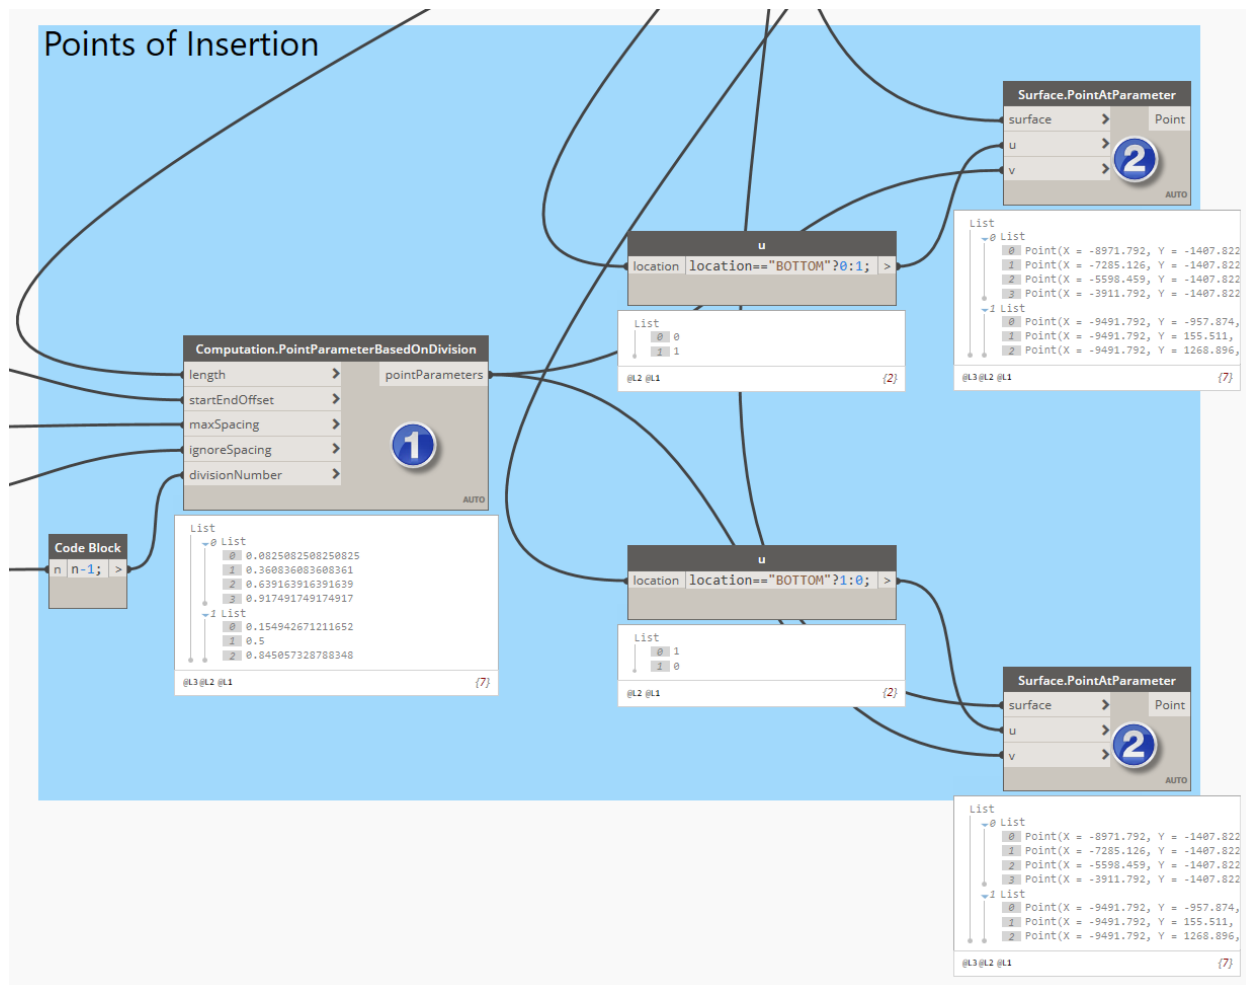 Points of Insertion
Surface.PointAtParameter
surface > Point
u >
v >
2
AUTO
List
0 List
0 Point(X = -8971.792, Y = -1407.822
1 Point(X = -7285.126, Y = -1407.822
2 Point(X = -5598.459, Y = -1407.822
3 Point(X = -3911.792, Y = -1407.822
1 List
0 Point(X = -9491.792, Y = -957.874,
1 Point(X = -9491.792, Y = 155.511,
2 Point(X = -9491.792, Y = 1268.896,
@L3 @L2 @L1 {7}
u
location location=="BOTTOM"?0:1; >
List
0 0
1 1
@L2 @L1 {2}
Computation.PointParameterBasedOnDivision
length > pointParameters
startEndOffset >
maxSpacing >
ignoreSpacing >
divisionNumber >
1
AUTO
List
0 List
0 0.0825082508250825
1 0.360836083608361
2 0.639163916391639
3 0.917491749174917
1 List
0 0.154942671211652
1 0.5
2 0.845057328788348
@L3 @L2 @L1 {7}
Code Block
n n-1; >
u
location location=="BOTTOM"?1:0; >
List
0 1
1 0
@L2 @L1 {2}
Surface.PointAtParameter
surface > Point
u >
v >
2
AUTO
List
0 List
0 Point(X = -8971.792, Y = -1407.822
1 Point(X = -7285.126, Y = -1407.822
2 Point(X = -5598.459, Y = -1407.822
3 Point(X = -3911.792, Y = -1407.822
1 List
0 Point(X = -9491.792, Y = -957.874,
1 Point(X = -9491.792, Y = 155.511,
2 Point(X = -9491.792, Y = 1268.896,
@L3 @L2 @L1 {7}